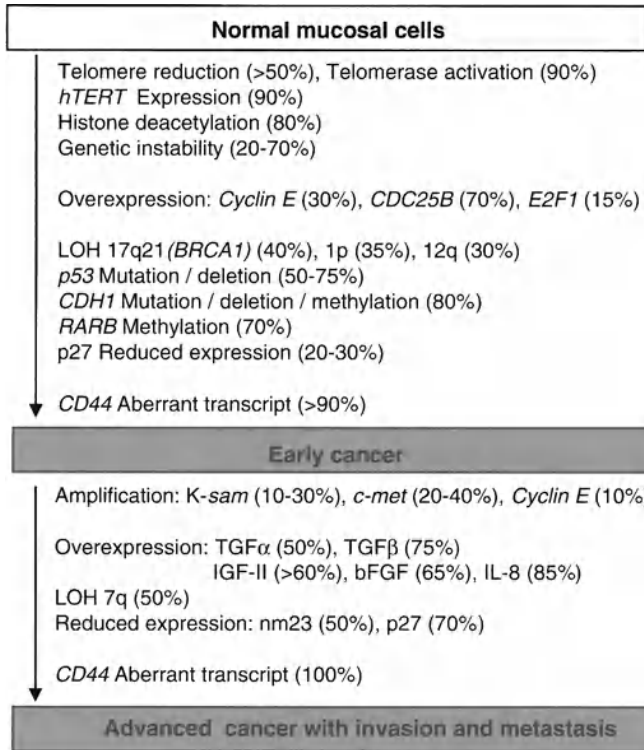 Normal mucosal cells
Telomere reduction (>50%), Telomerase activation (90%)
hTERT Expression (90%)
Histone deacetylation (80%)
Genetic instability (20-70%)
Overexpression: Cyclin E (30%), CDC25B (70%), E2F1 (15%)
LOH 17q21(BRCA1) (40%), 1p (35%), 12q (30%)
p53 Mutation / deletion (50-75%)
CDH1 Mutation / deletion / methylation (80%)
RARB Methylation (70%)
p27 Reduced expression (20-30%)
CD44 Aberrant transcript (>90%)
Early cancer
Amplification: K-sam (10-30%), c-met (20-40%), Cyclin E (10%
Overexpression: TGFα (50%), TGFβ (75%)
IGF-II (>60%), bFGF (65%), IL-8 (85%)
LOH 7q (50%)
Reduced expression: nm23 (50%), p27 (70%)
CD44 Aberrant transcript (100%)
Advanced cancer with invasion and metastasis